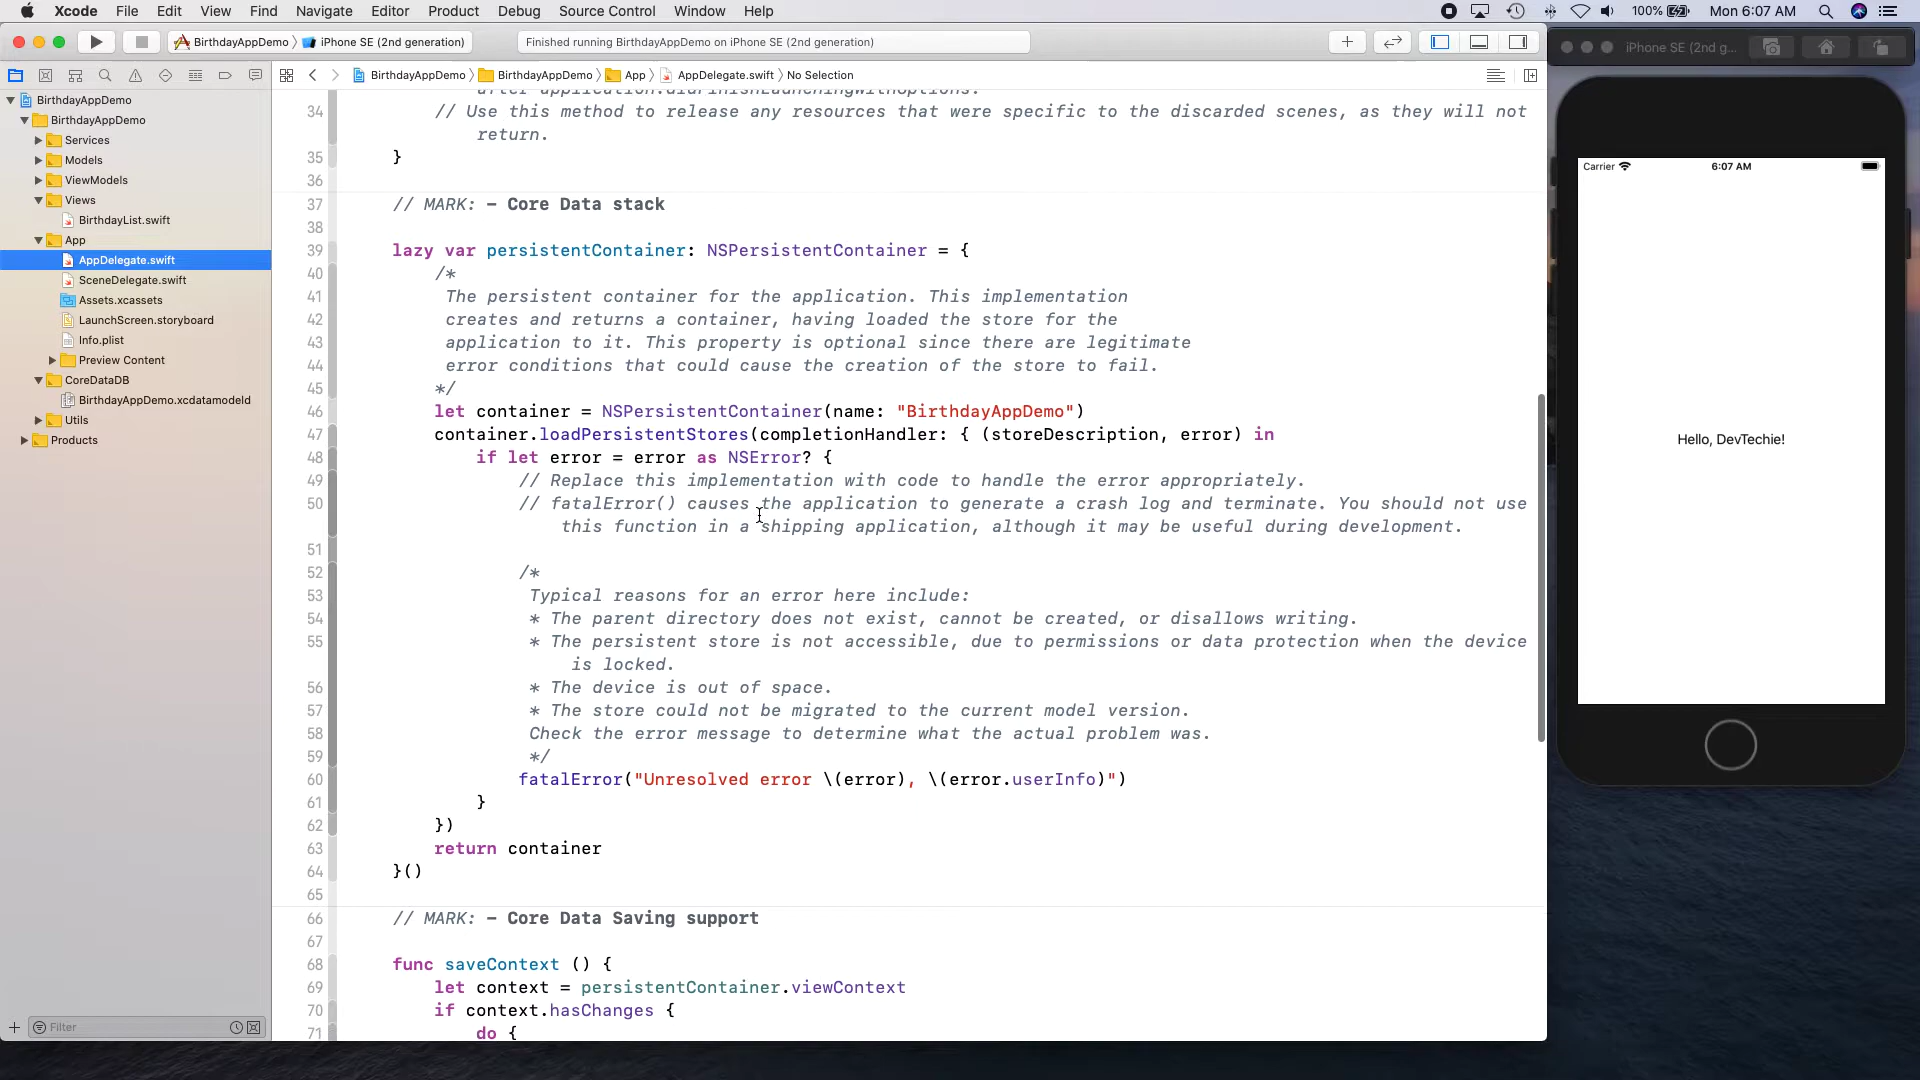 Xcode File Edit View Find Navigate Editor Product Debug Source Control Window Help 100% Mon 6:07 AM
BirthdayAppDemo iPhone SE (2nd generation) Finished running BirthdayAppDemo on iPhone SE (2nd generation)
iPhone SE (2nd g...
BirthdayAppDemo BirthdayAppDemo App AppDelegate.swift No Selection
BirthdayAppDemo
BirthdayAppDemo
Services
Models
ViewModels
Views
BirthdayList.swift
App
AppDelegate.swift
SceneDelegate.swift
Assets.xcassets
LaunchScreen.storyboard
Info.plist
Preview Content
CoreDataDB
BirthdayAppDemo.xcdatamodeld
Utils
Products
Filter
after application:didFinishLaunchingWithOptions.
34 // Use this method to release any resources that were specific to the discarded scenes, as they will not
return.
35 }
36
37 // MARK: - Core Data stack
38
39 lazy var persistentContainer: NSPersistentContainer = {
40 /*
41 The persistent container for the application. This implementation
42 creates and returns a container, having loaded the store for the
43 application to it. This property is optional since there are legitimate
44 error conditions that could cause the creation of the store to fail.
45 */
46 let container = NSPersistentContainer(name: "BirthdayAppDemo")
47 container.loadPersistentStores(completionHandler: { (storeDescription, error) in
48 if let error = error as NSError? {
49 // Replace this implementation with code to handle the error appropriately.
50 // fatalError() causes the application to generate a crash log and terminate. You should not use
this function in a shipping application, although it may be useful during development.
51
52 /*
53 Typical reasons for an error here include:
54 * The parent directory does not exist, cannot be created, or disallows writing.
55 * The persistent store is not accessible, due to permissions or data protection when the device
is locked.
56 * The device is out of space.
57 * The store could not be migrated to the current model version.
58 Check the error message to determine what the actual problem was.
59 */
60 fatalError("Unresolved error \(error), \(error.userInfo)")
61 }
62 })
63 return container
64 }()
65
66 // MARK: - Core Data Saving support
67
68 func saveContext () {
69 let context = persistentContainer.viewContext
70 if context.hasChanges {
71 do {
Carrier 6:07 AM
Hello, DevTechie!